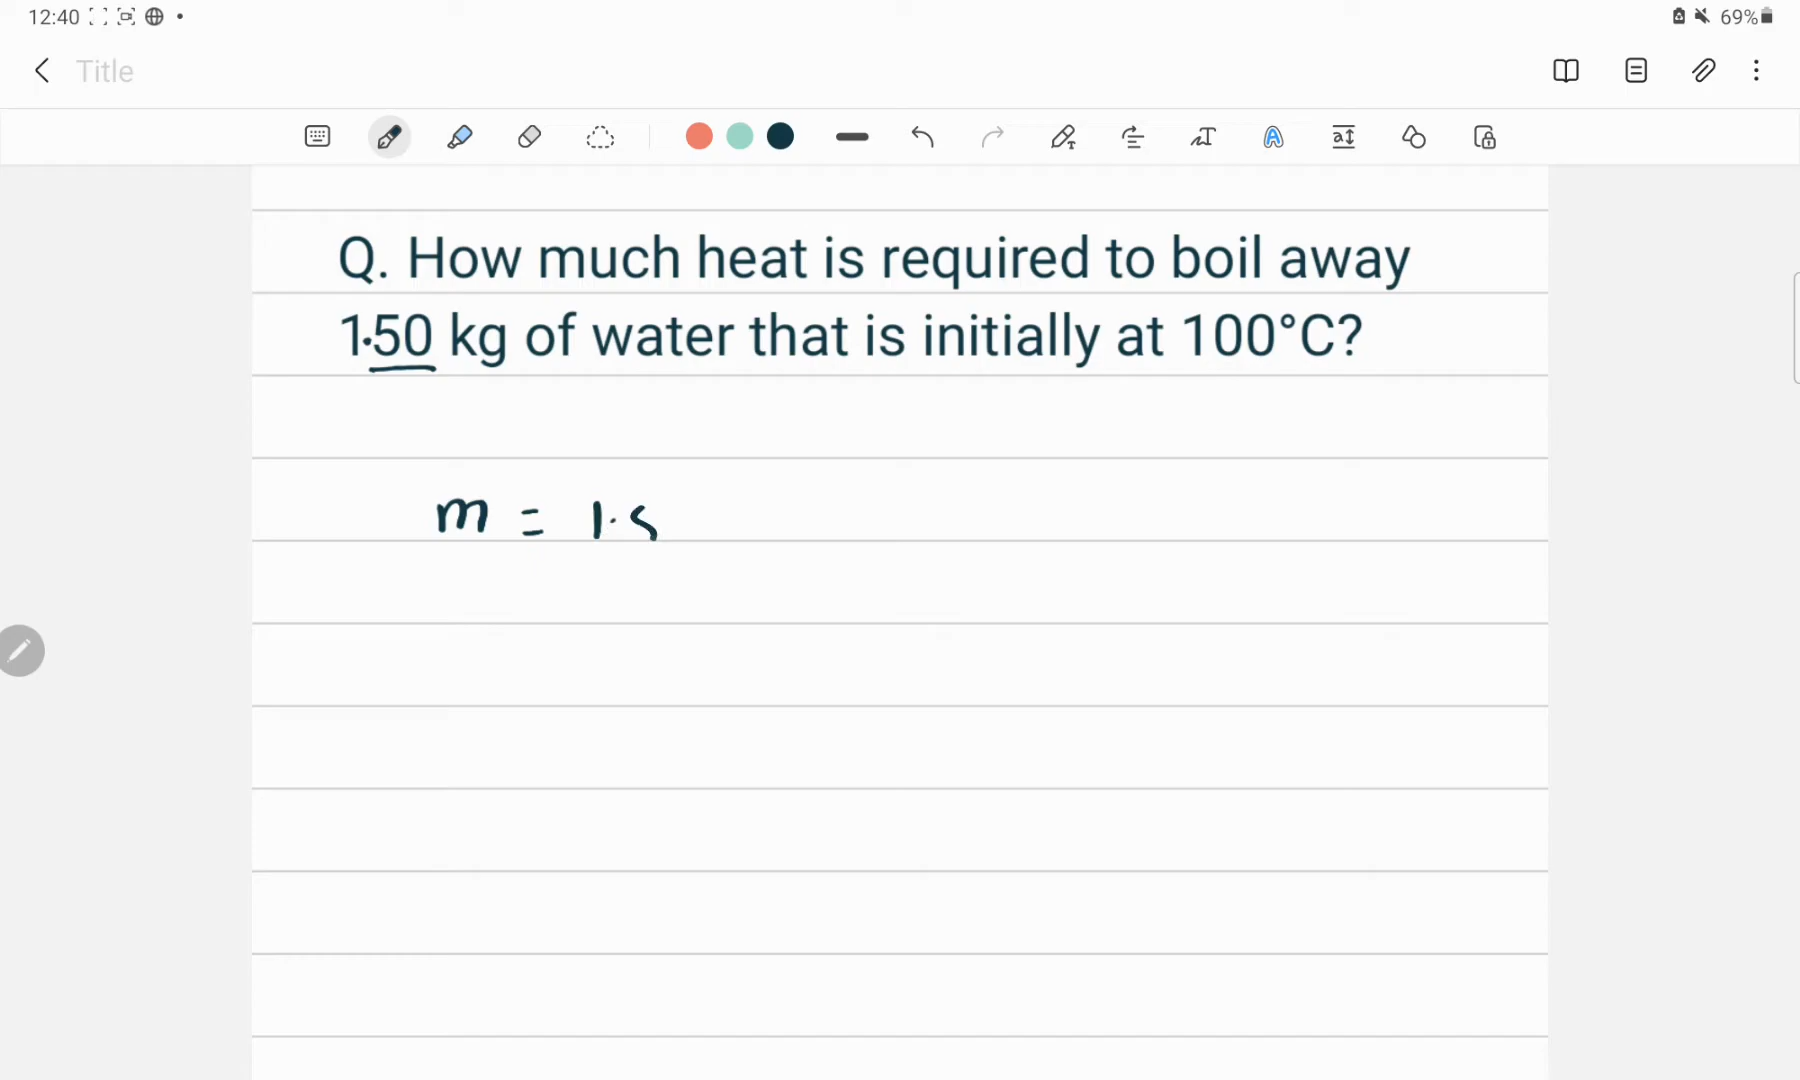 12:40
69%
Title
Q. How much heat is required to boil away
1.50 kg of water that is initially at 100°C?
m = 1.5